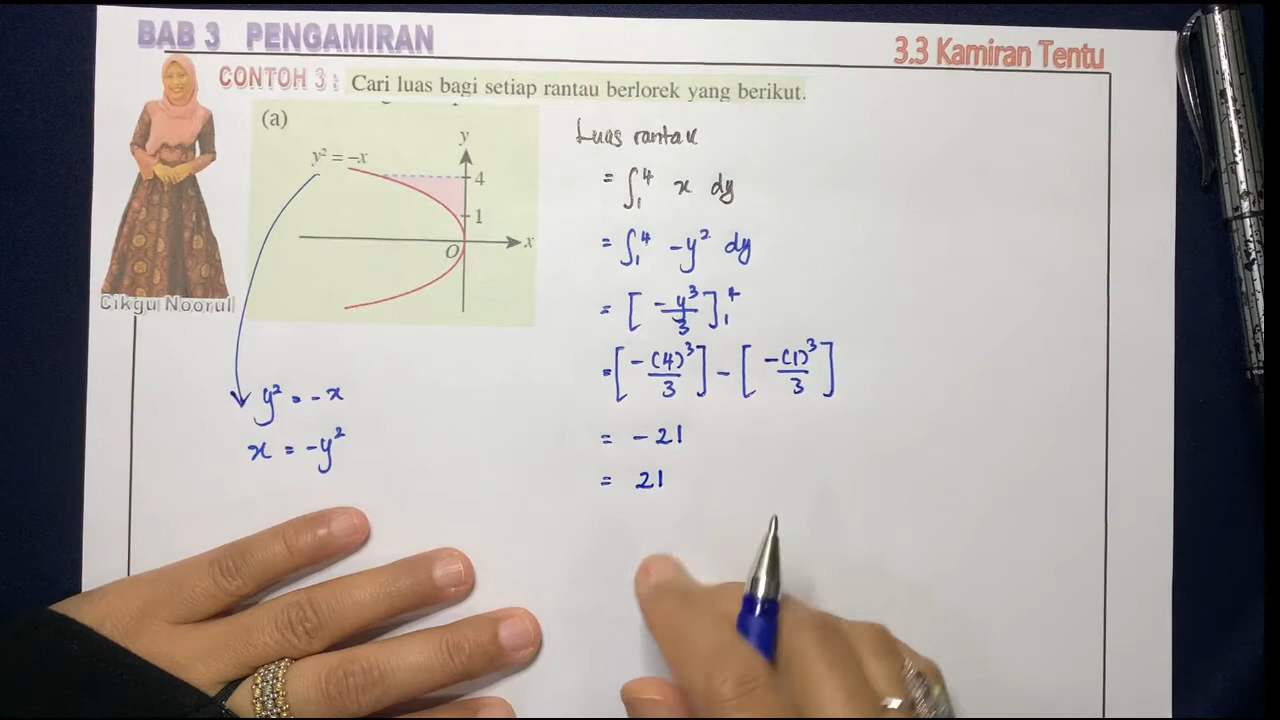 BAB 3 PENGAMIRAN
3.3 Kamiran Tentu
CONTOH 3 : Cari luas bagi setiap rantau berlorek yang berikut.
(a)
y² = –x
y
4
1
O
x
Cikgu Noorul
y² = -x
x = -y²
Luas rantau
= ∫₁⁴ x dy
= ∫₁⁴ -y² dy
= [ -y³/3 ]₁⁴
= [ -(4)³/3 ] - [ -(1)³/3 ]
= -21
= 21